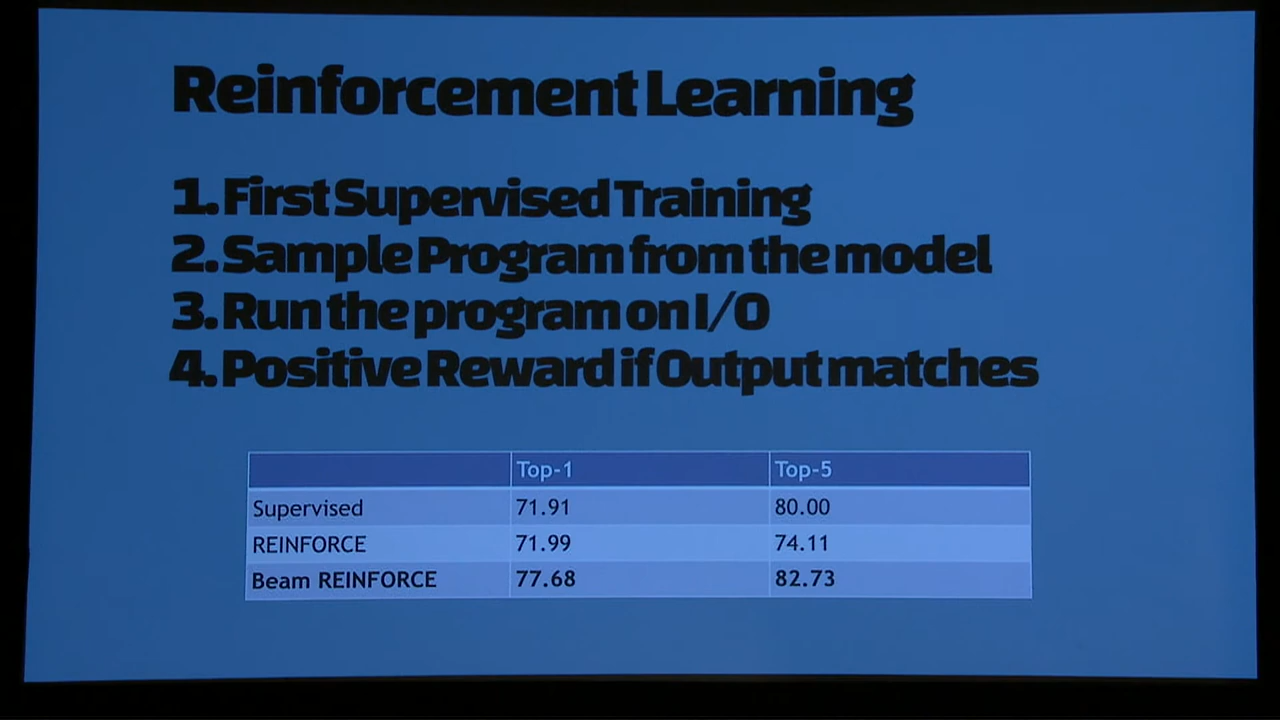 Reinforcement Learning
1. First Supervised Training
2. Sample Program from the model
3. Run the program on I/O
4. Positive Reward if Output matches
Top-1 Top-5
Supervised 71.91 80.00
REINFORCE 71.99 74.11
Beam REINFORCE 77.68 82.73